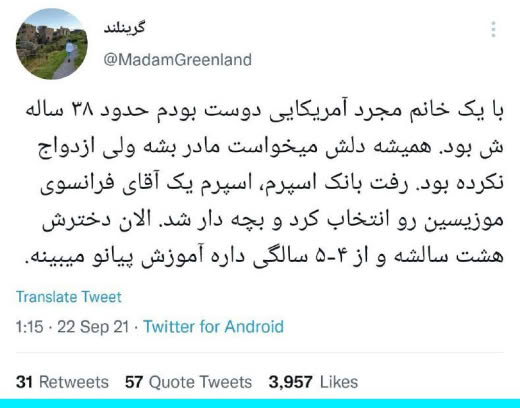 گرینلند
@MadamGreenland
با یک خانم مجرد آمریکایی دوست بودم حدود ۳۸ ساله
ش بود. همیشه دلش میخواست مادر بشه ولی ازدواج
نکرده بود. رفت بانک اسپرم، اسپرم یک آقای فرانسوی
موزیسین رو انتخاب کرد و بچه دار شد. الان دخترش
هشت سالشه و از ۴-۵ سالگی داره آموزش پیانو میبینه.
Translate Tweet
1:15 · 22 Sep 21 · Twitter for Android
31 Retweets 57 Quote Tweets 3,957 Likes